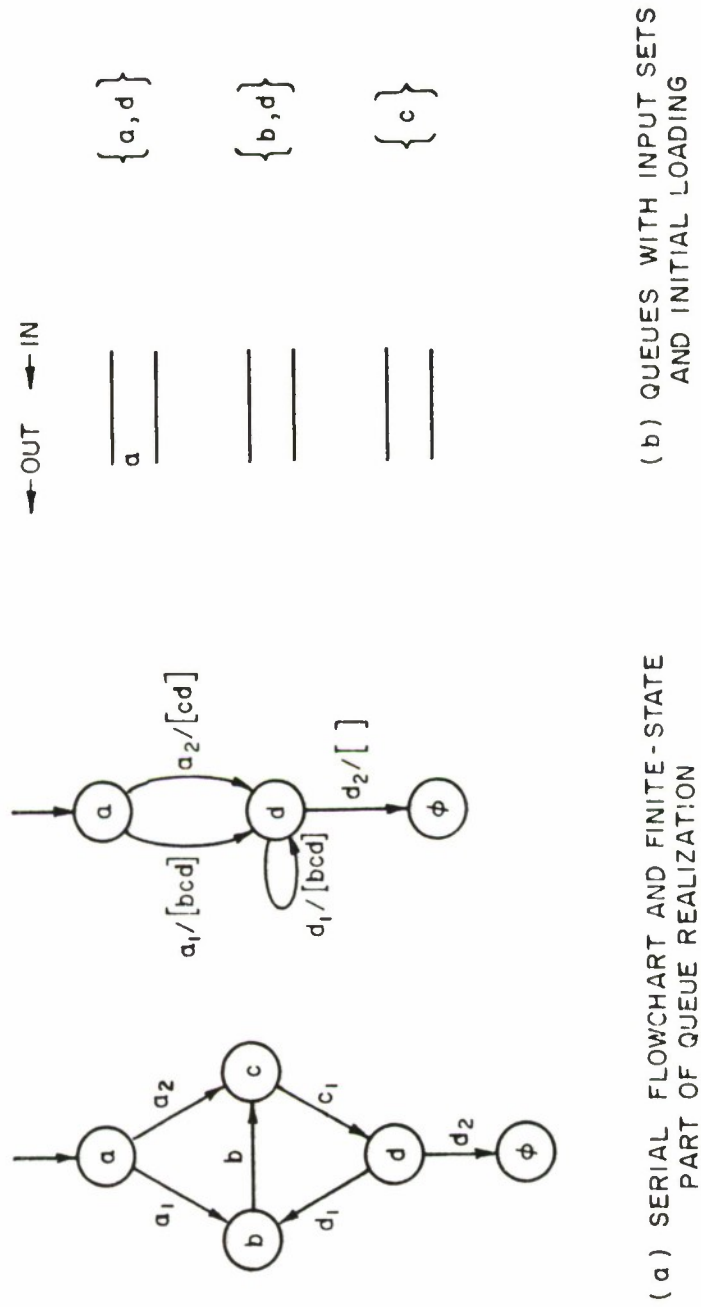 a
a₁
a₂
b
b
c
d₁
c₁
d
d₂
φ
a
a₁/[bcd]
a₂/[cd]
d
d₁/[bcd]
d₂/[ ]
φ
(a) SERIAL FLOWCHART AND FINITE-STATE
PART OF QUEUE REALIZATION
OUT IN
a
{a,d}
{b,d}
{c}
(b) QUEUES WITH INPUT SETS
AND INITIAL LOADING